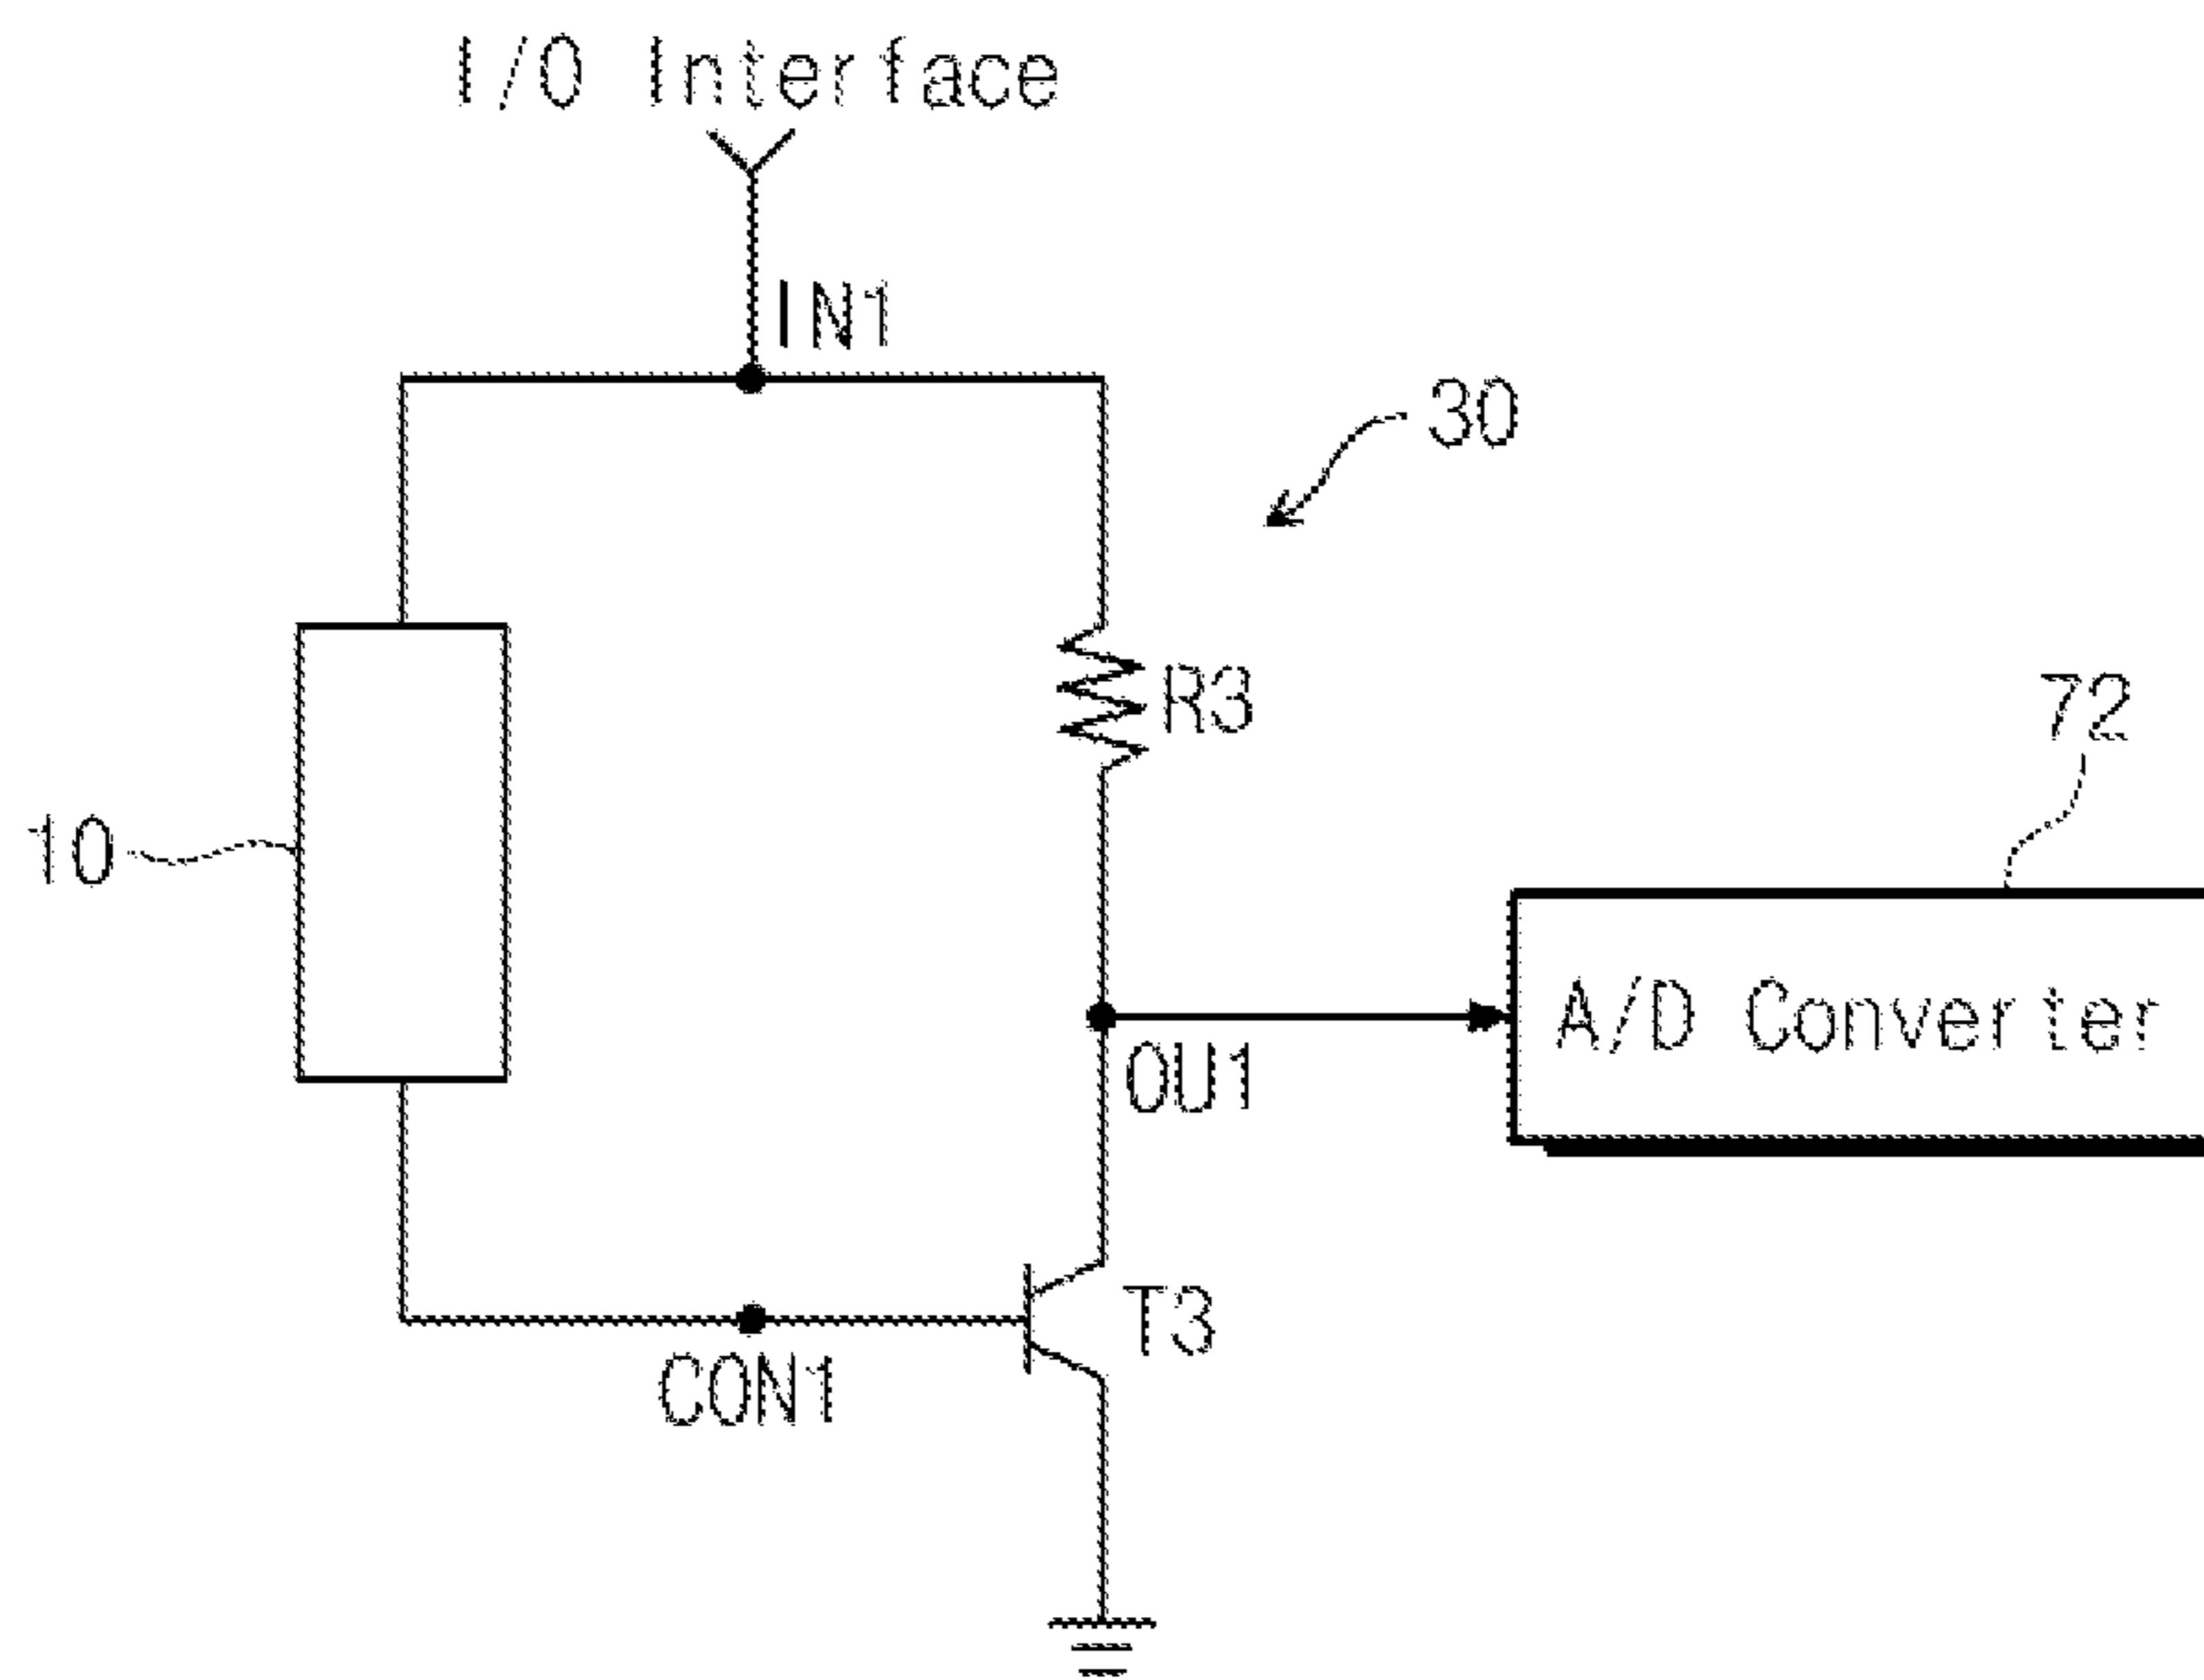 I/O Interface
IN1
30
R3
72
10
A/D Converter
OU1
T3
CON1